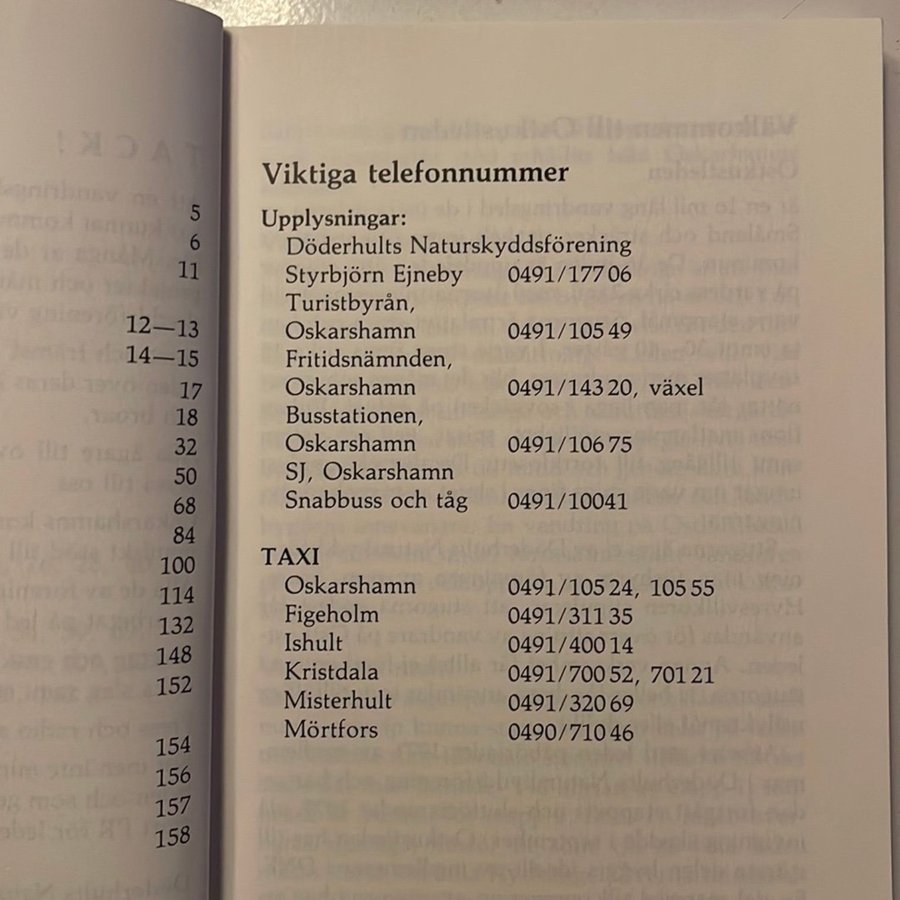 5
6
11
12—13
14—15
17
18
32
50
68
84
100
114
132
148
152
154
156
157
158
Viktiga telefonnummer
Upplysningar:
Döderhults Naturskyddsförening
Styrbjörn Ejneby 0491/177 06
Turistbyrån,
Oskarshamn 0491/105 49
Fritidsnämnden,
Oskarshamn 0491/143 20, växel
Busstationen,
Oskarshamn 0491/106 75
SJ, Oskarshamn
Snabbuss och tåg 0491/10041
TAXI
Oskarshamn 0491/105 24, 105 55
Figeholm 0491/311 35
Ishult 0491/400 14
Kristdala 0491/700 52, 701 21
Misterhult 0491/320 69
Mörtfors 0490/710 46